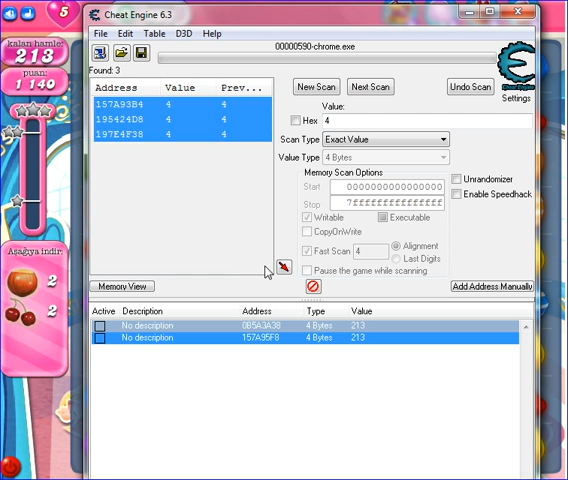 5
Cheat Engine 6.3
kalan hamle:
213
puan:
1 140
File Edit Table D3D Help
00000590-chrome.exe
Found: 3
Address Value Prev...
157A93B4 4 4
195424D8 4 4
197E4F38 4 4
New Scan Next Scan Undo Scan
Settings
Value:
Hex 4
Scan Type Exact Value
Value Type 4 Bytes
Memory Scan Options
Start 0000000000000000
Stop 7fffffffffffffff
Writable Executable
CopyOnWrite
Fast Scan 4 Alignment
Last Digits
Pause the game while scanning
Unrandomizer
Enable Speedhack
Aşağıya indir:
2
2
Memory View
Add Address Manually
Active Description Address Type Value
No description 0B5A3A38 4 Bytes 213
No description 157A95F8 4 Bytes 213